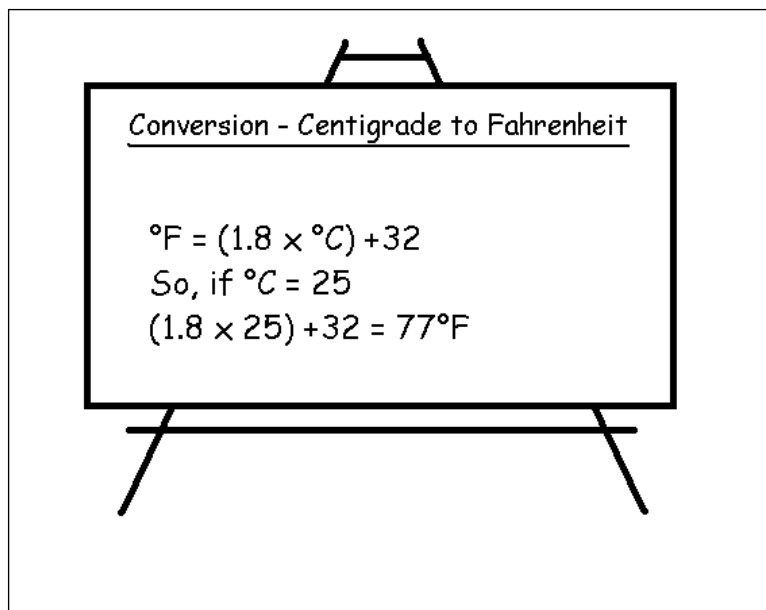 Conversion - Centigrade to Fahrenheit
°F = (1.8 x °C) +32
So, if °C = 25
(1.8 x 25) +32 = 77°F